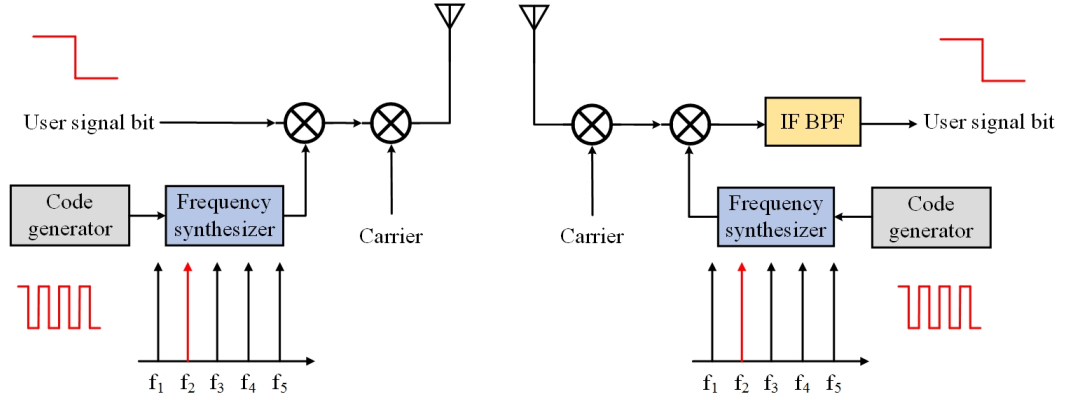 User signal bit
Code
generator
Frequency
synthesizer
Carrier
f₁ f₂ f₃ f₄ f₅
IF BPF
User signal bit
Carrier
Frequency
synthesizer
Code
generator
f₁ f₂ f₃ f₄ f₅